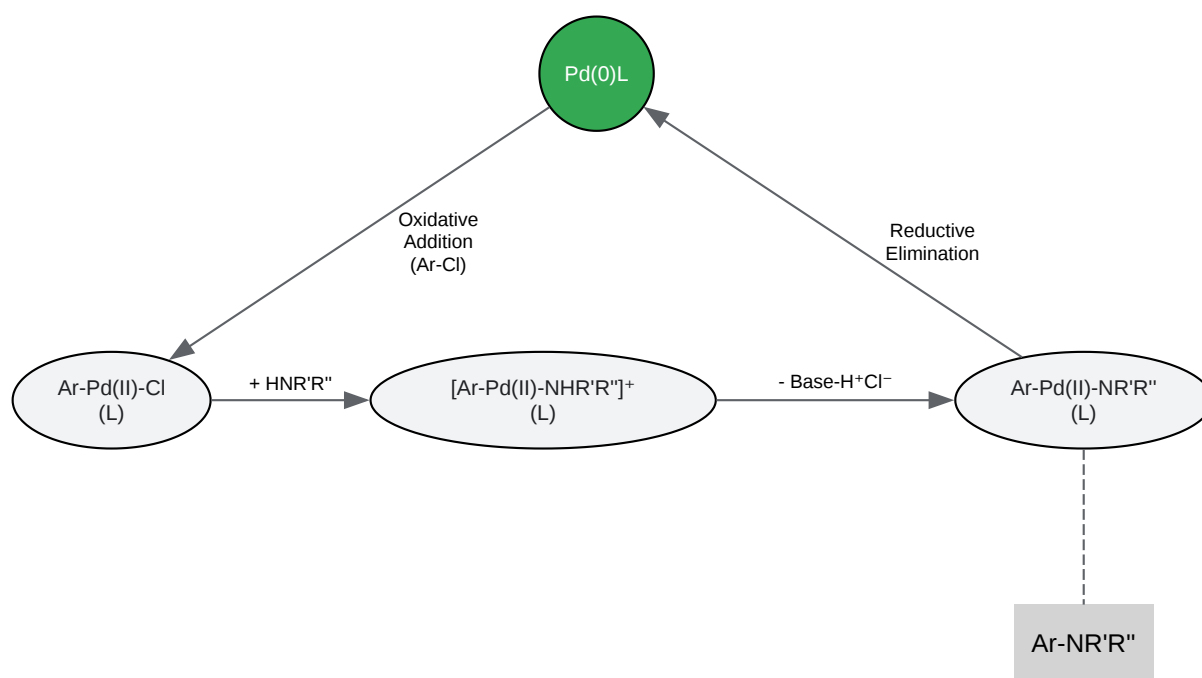 Pd(0)L
Oxidative
Addition
(Ar-Cl)
Reductive
Elimination
Ar-Pd(II)-Cl
(L)
+ HNR'R"
[Ar-Pd(II)-NHR'R"]⁺
(L)
- Base-H⁺Cl⁻
Ar-Pd(II)-NR'R"
(L)
Ar-NR'R"